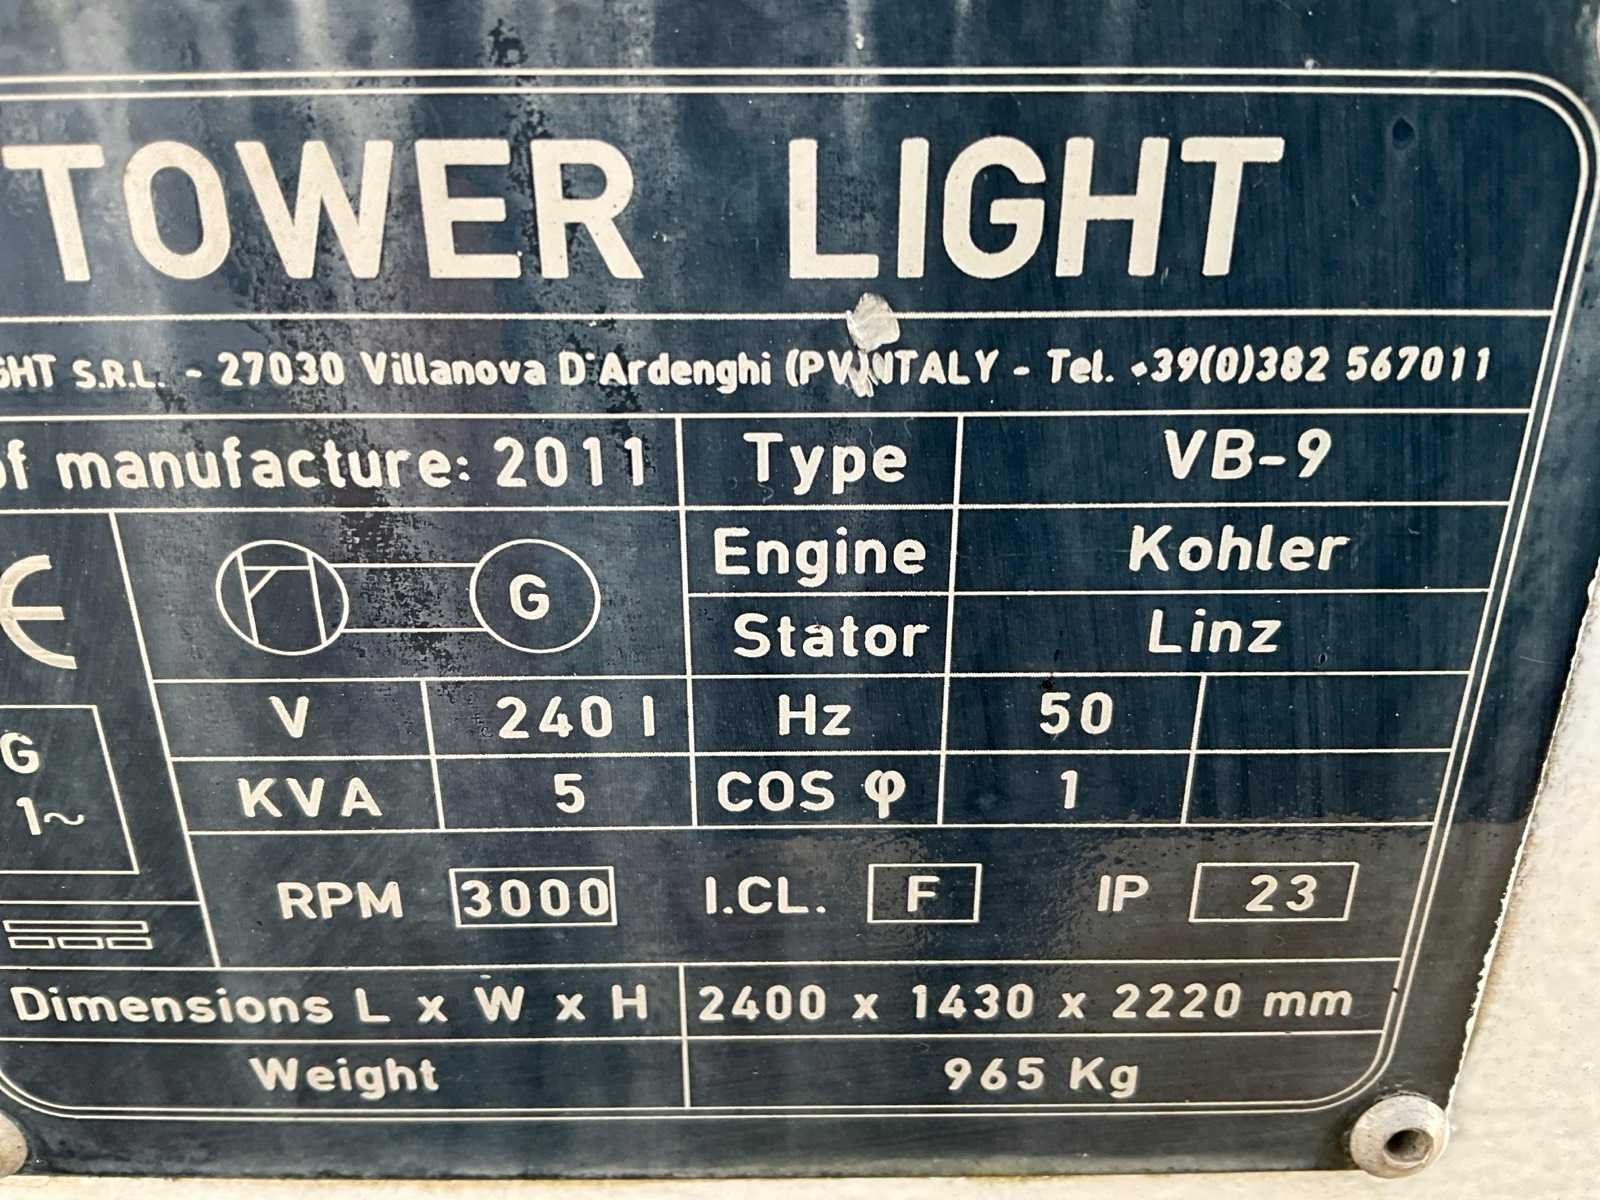 TOWER LIGHT
GHT S.R.L. - 27030 Villanova D'Ardenghi (PV) ITALY - Tel. +39(0)382 567011
of manufacture: 2011 Type VB-9
CE G Engine Kohler
Stator Linz
V 240 I Hz 50
G 1~ KVA 5 COS φ 1
RPM 3000 I.CL. F IP 23
Dimensions L x W x H 2400 x 1430 x 2220 mm
Weight 965 Kg